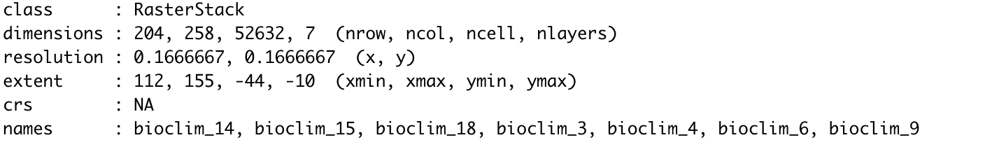 class      : RasterStack
dimensions : 204, 258, 52632, 7  (nrow, ncol, ncell, nlayers)
resolution : 0.1666667, 0.1666667  (x, y)
extent     : 112, 155, -44, -10  (xmin, xmax, ymin, ymax)
crs        : NA
names      : bioclim_14, bioclim_15, bioclim_18, bioclim_3, bioclim_4, bioclim_6, bioclim_9